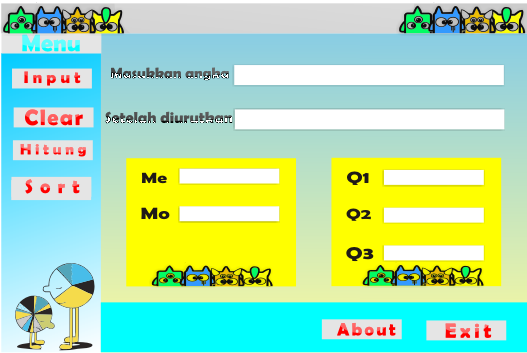 Menu
Input
Masukkan angka
Clear
Setelah diurutkan
Hitung
Sort
Me
Mo
Q1
Q2
Q3
About
Exit